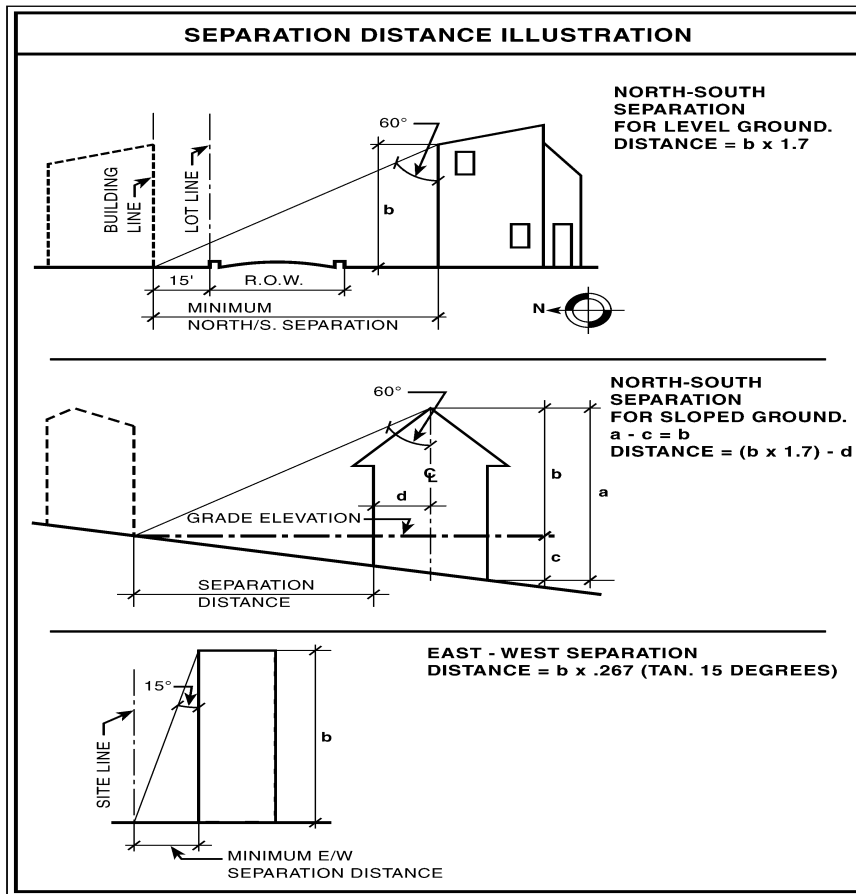 SEPARATION DISTANCE ILLUSTRATION
NORTH-SOUTH
SEPARATION
FOR LEVEL GROUND.
DISTANCE = b x 1.7
60°
BUILDING
LINE
LOT LINE
b
15'
R.O.W.
MINIMUM
NORTH/S. SEPARATION
N
NORTH-SOUTH
SEPARATION
FOR SLOPED GROUND.
a - c = b
DISTANCE = (b x 1.7) - d
60°
℄
d
b
a
GRADE ELEVATION
c
SEPARATION
DISTANCE
EAST - WEST SEPARATION
DISTANCE = b x .267 (TAN. 15 DEGREES)
15°
SITE LINE
b
MINIMUM E/W
SEPARATION DISTANCE